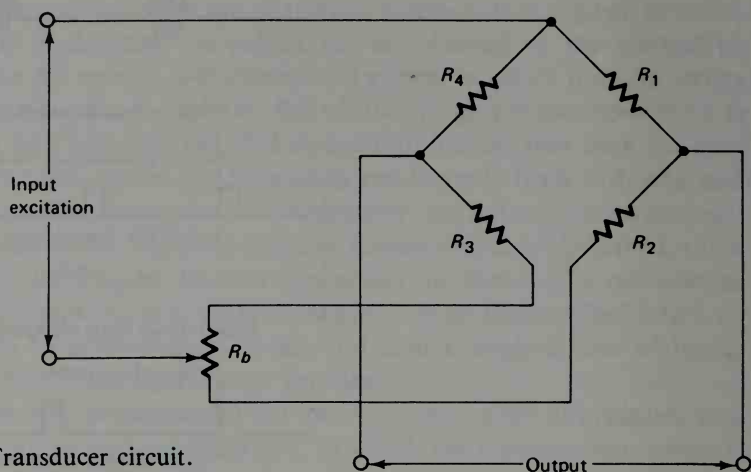 R4
R1
Input
excitation
R3
R2
Rb
Transducer circuit.
Output